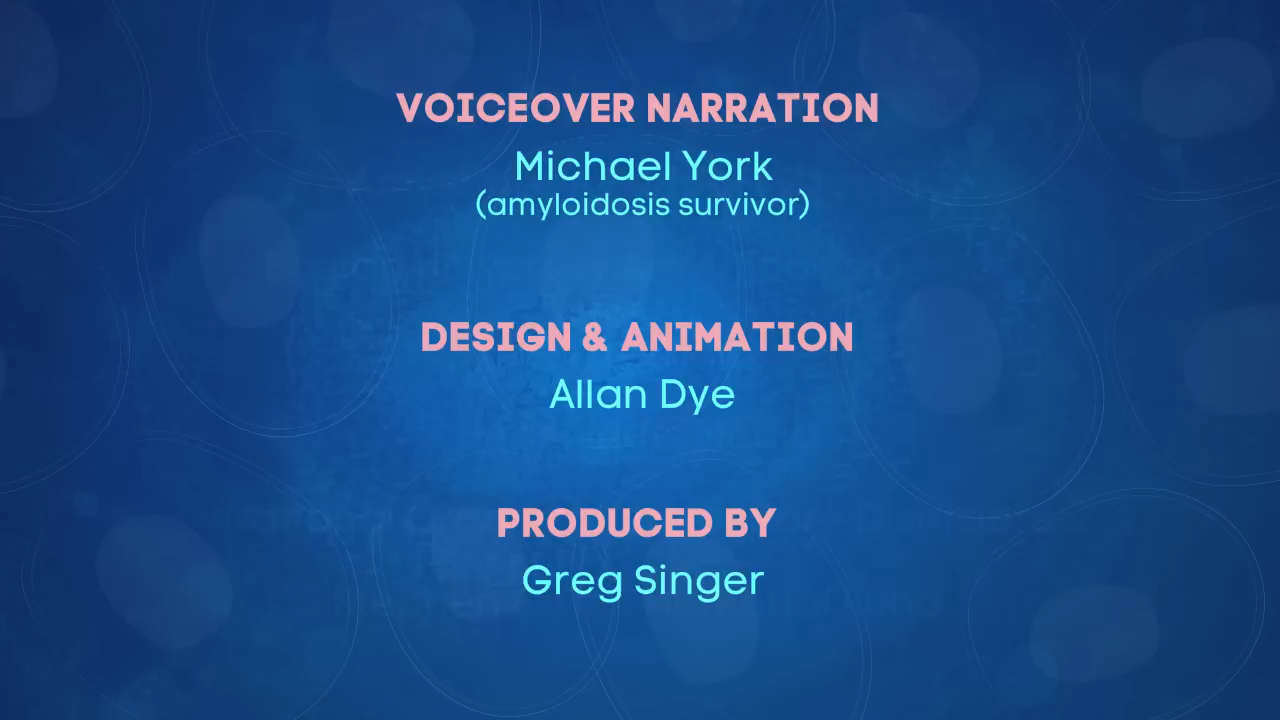 VOICEOVER NARRATION
Michael York
(amyloidosis survivor)
DESIGN & ANIMATION
Allan Dye
PRODUCED BY
Greg Singer